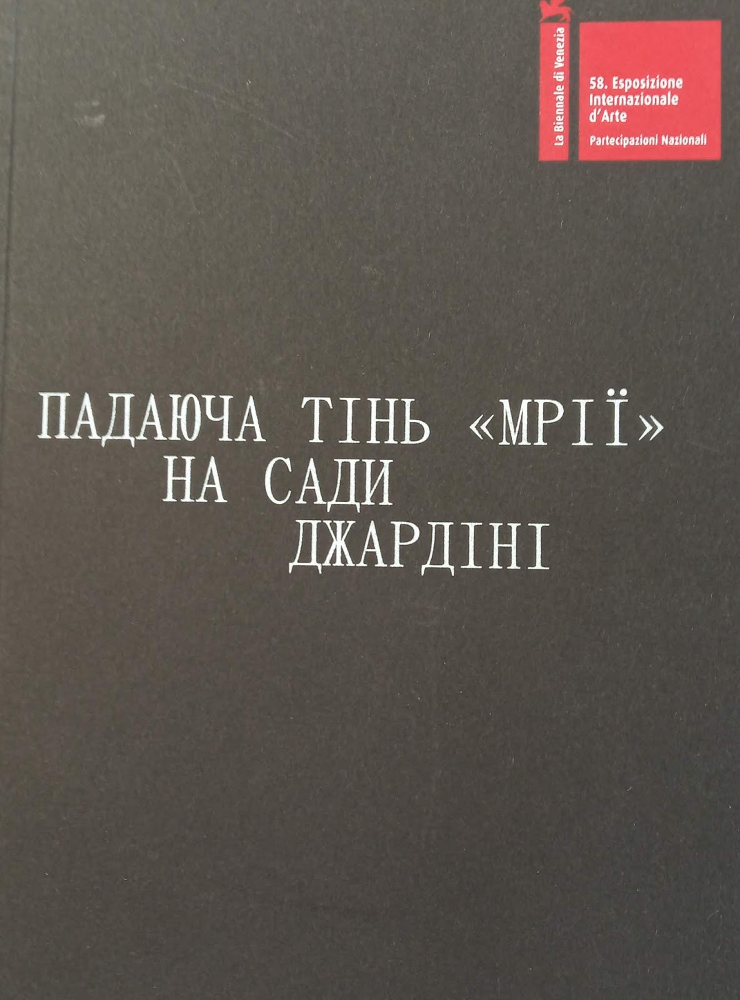 La Biennale di Venezia
58. Esposizione
Internazionale
d'Arte
Partecipazioni Nazionali
ПАДАЮЧА ТІНЬ «МРІЇ»
НА САДИ
ДЖАРДІНІ